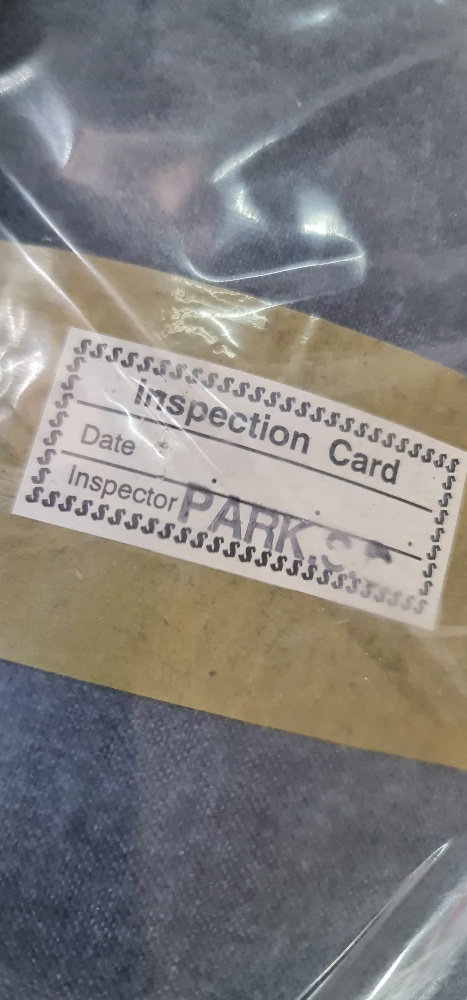 Inspection Card
Date
Inspector PARK.